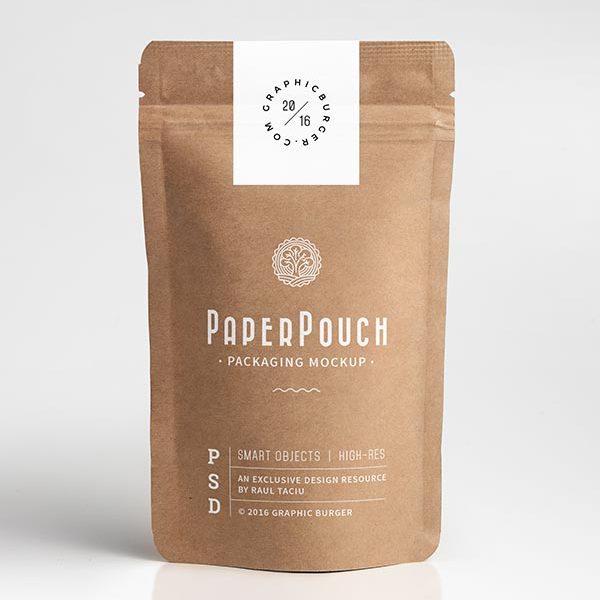 GRAPHICBURGER.COM
20
16
PAPERPOUCH
· PACKAGING MOCKUP ·
P
S
D
SMART OBJECTS | HIGH-RES
AN EXCLUSIVE DESIGN RESOURCE
BY RAUL TACIU
© 2016 GRAPHIC BURGER